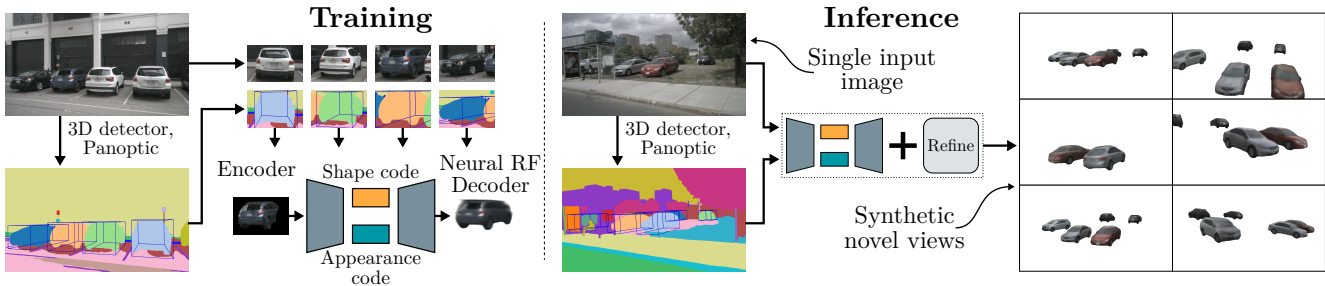 Training
3D detector,
Panoptic
Encoder
Shape code
Neural RF
Decoder
Appearance
code
Inference
Single input
image
3D detector,
Panoptic
Refine
Synthetic
novel views